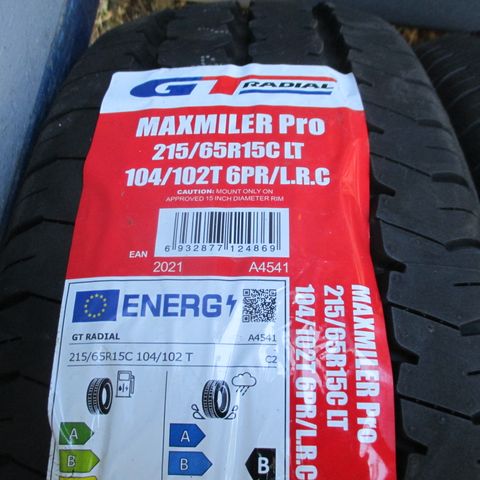 GT RADIAL
MAXMILER Pro
215/65R15C LT
104/102T 6PR/L.R.C
CAUTION: MOUNT ONLY ON
APPROVED 15 INCH DIAMETER RIM
EAN
6 932877 124869
2021
A4541
ENERG
GT RADIAL
A4541
215/65R15C 104/102 T
C2
A
B
A
B
B
MAXMILER Pro
215/65R15C LT
104/102T 6PR/L.R.C